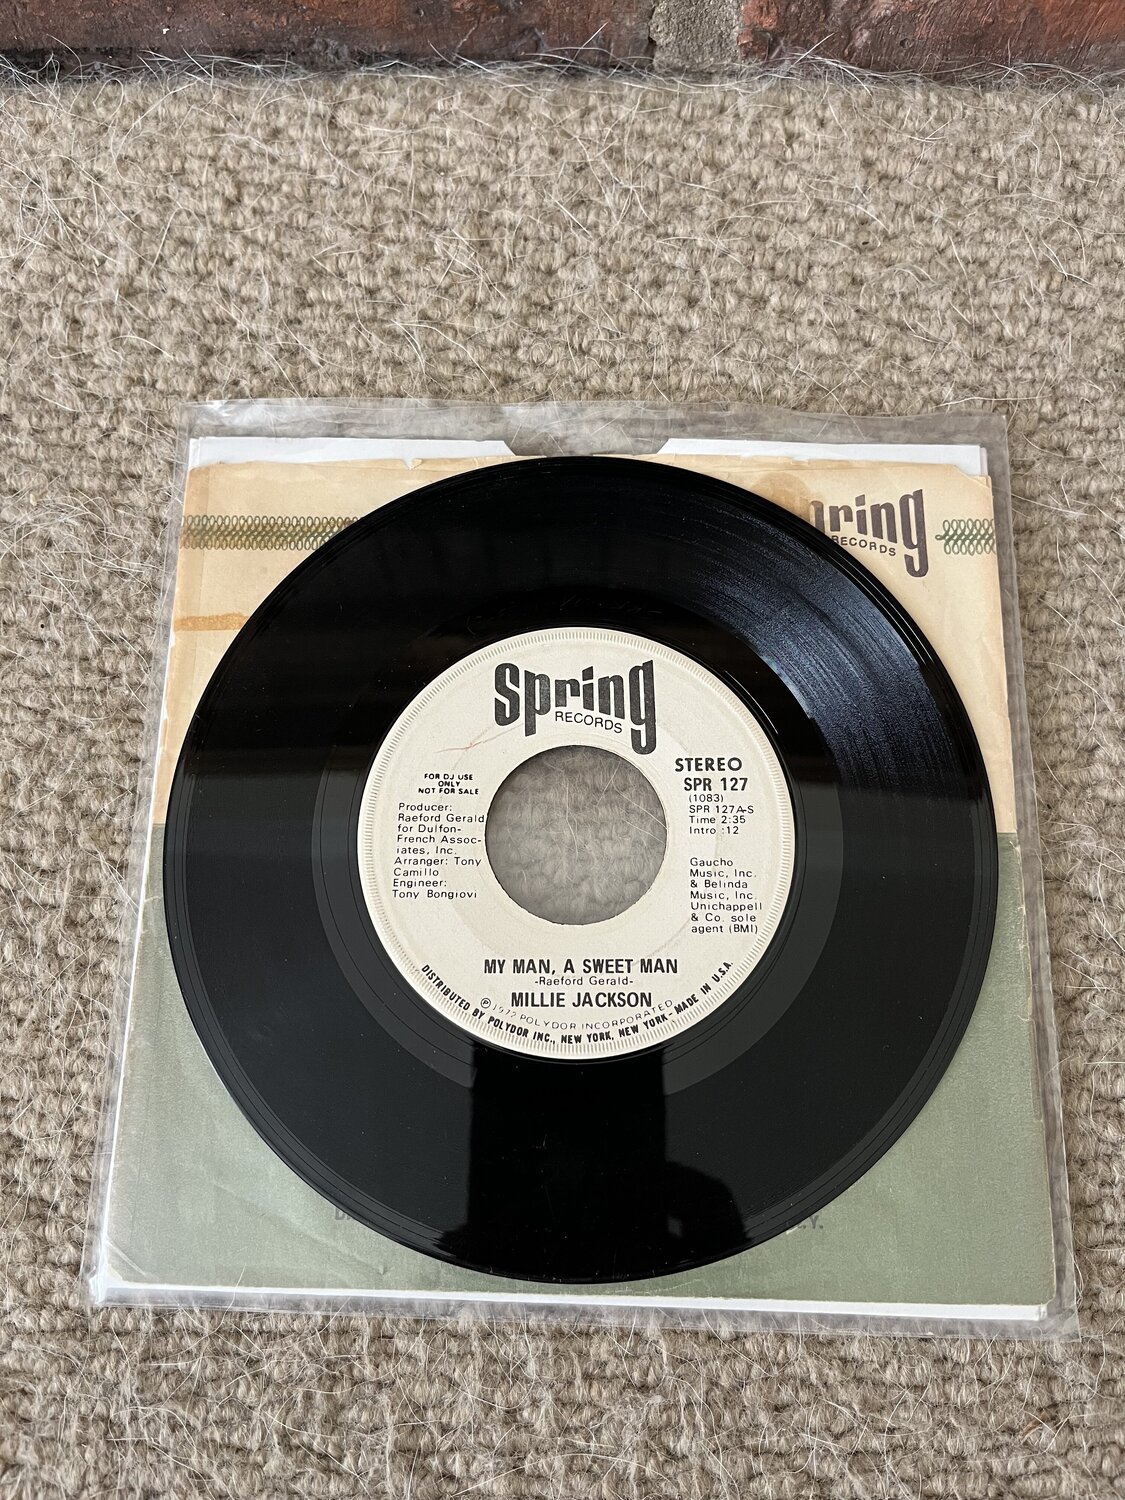 pring
RECORDS
Spring
RECORDS
FOR DJ USE
ONLY
NOT FOR SALE
Producer:
Raeford Gerald
for Dulfon-
French Assoc-
iates, Inc.
Arranger: Tony
Camillo
Engineer:
Tony Bongiovi
STEREO
SPR 127
(1083)
SPR 127A-S
Time 2:35
Intro :12
Gaucho
Music, Inc.
& Belinda
Music, Inc.
Unichappell
& Co. sole
agent (BMI)
MY MAN, A SWEET MAN
-Raeford Gerald-
MILLIE JACKSON
℗ 1972 POLYDOR INCORPORATED
DISTRIBUTED BY POLYDOR INC., NEW YORK, NEW YORK - MADE IN U.S.A.